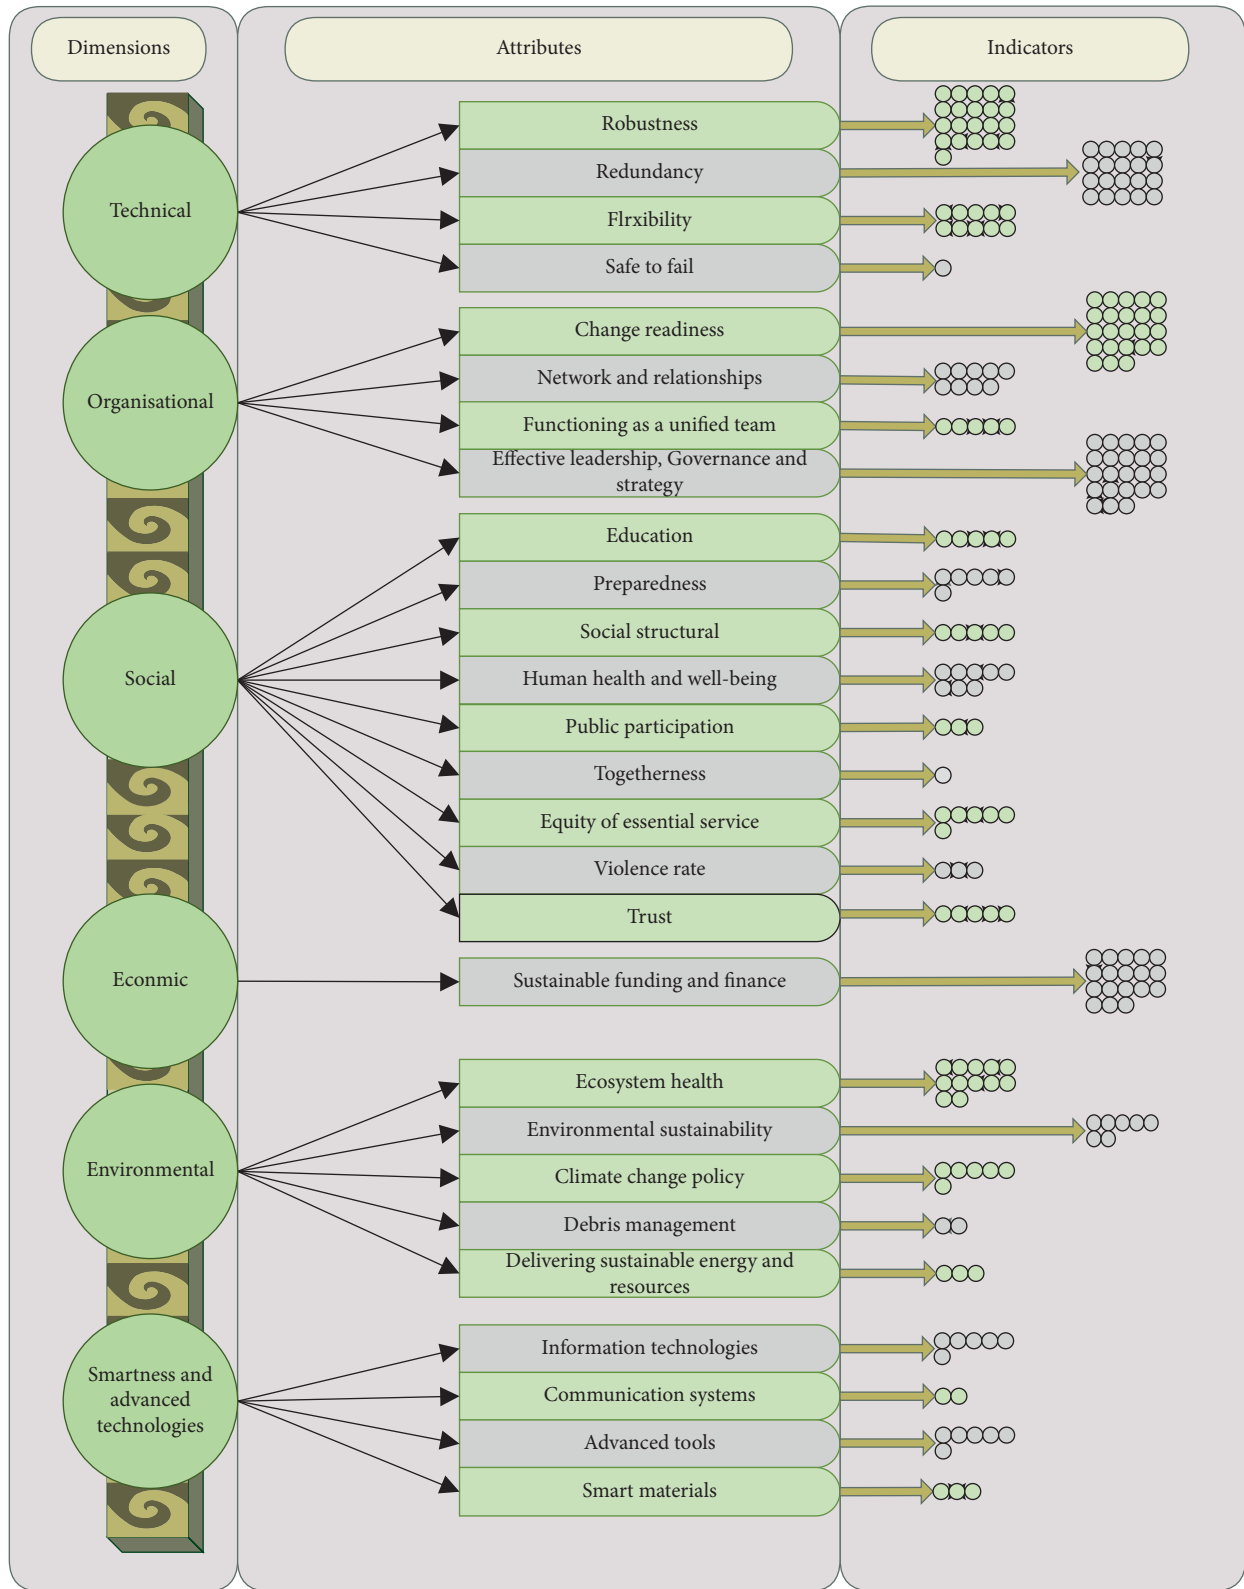 Dimensions
Attributes
Indicators
Technical
Robustness
Redundancy
Flrxibility
Safe to fail
Organisational
Change readiness
Network and relationships
Functioning as a unified team
Effective leadership, Governance and
strategy
Social
Education
Preparedness
Social structural
Human health and well-being
Public participation
Togetherness
Equity of essential service
Violence rate
Trust
Econmic
Sustainable funding and finance
Environmental
Ecosystem health
Environmental sustainability
Climate change policy
Debris management
Delivering sustainable energy and
resources
Smartness and
advanced
technologies
Information technologies
Communication systems
Advanced tools
Smart materials